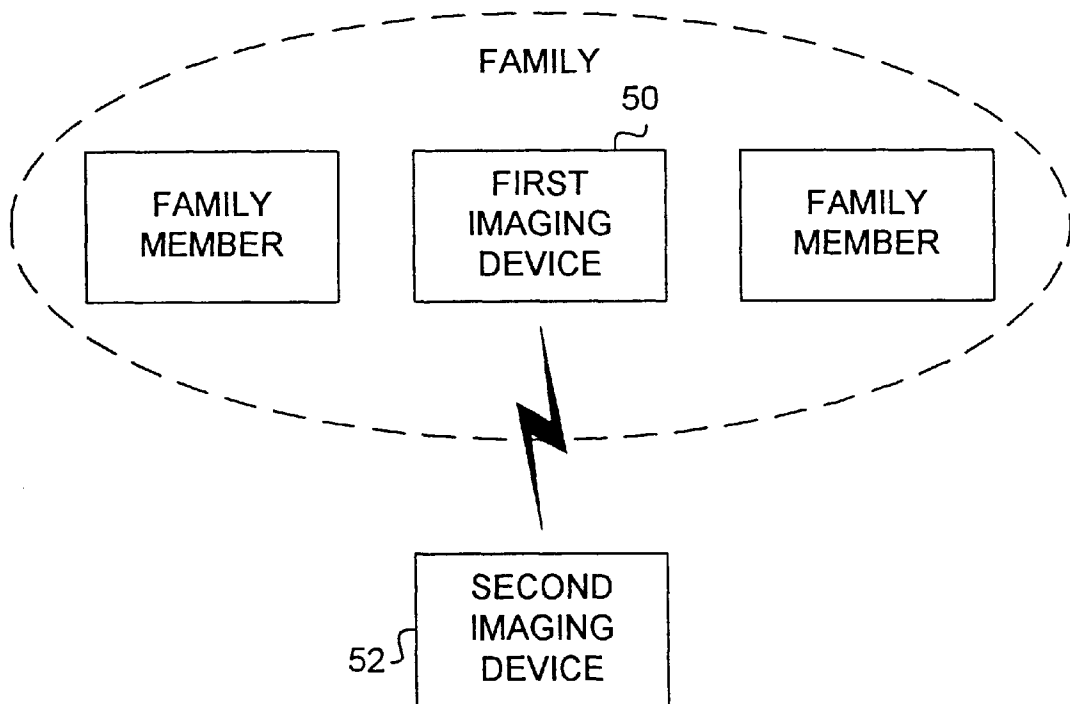 FAMILY
50
FAMILY
MEMBER
FIRST
IMAGING
DEVICE
FAMILY
MEMBER
SECOND
IMAGING
DEVICE
52